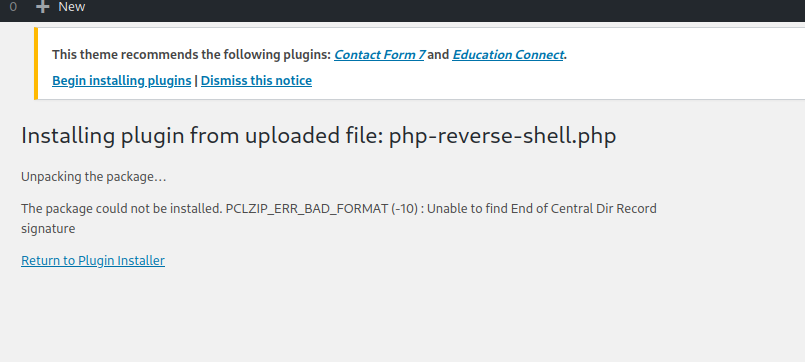 0 + New
This theme recommends the following plugins: Contact Form 7 and Education Connect.
Begin installing plugins | Dismiss this notice
Installing plugin from uploaded file: php-reverse-shell.php
Unpacking the package…
The package could not be installed. PCLZIP_ERR_BAD_FORMAT (-10) : Unable to find End of Central Dir Record
signature
Return to Plugin Installer